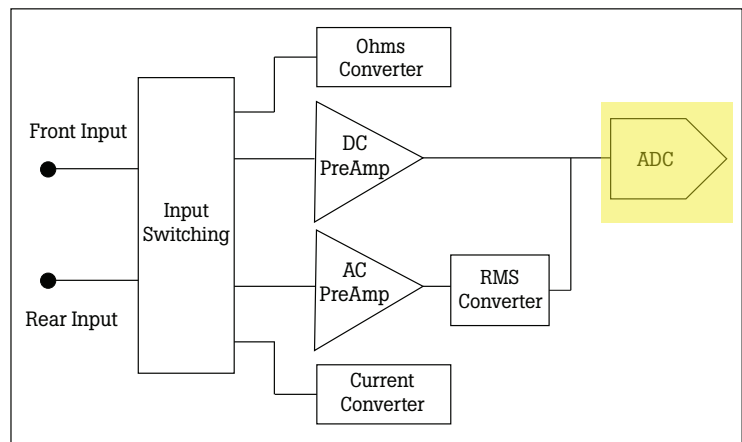 Ohms
Converter
Front Input
DC
PreAmp
ADC
Input
Switching
AC
PreAmp
RMS
Converter
Rear Input
Current
Converter